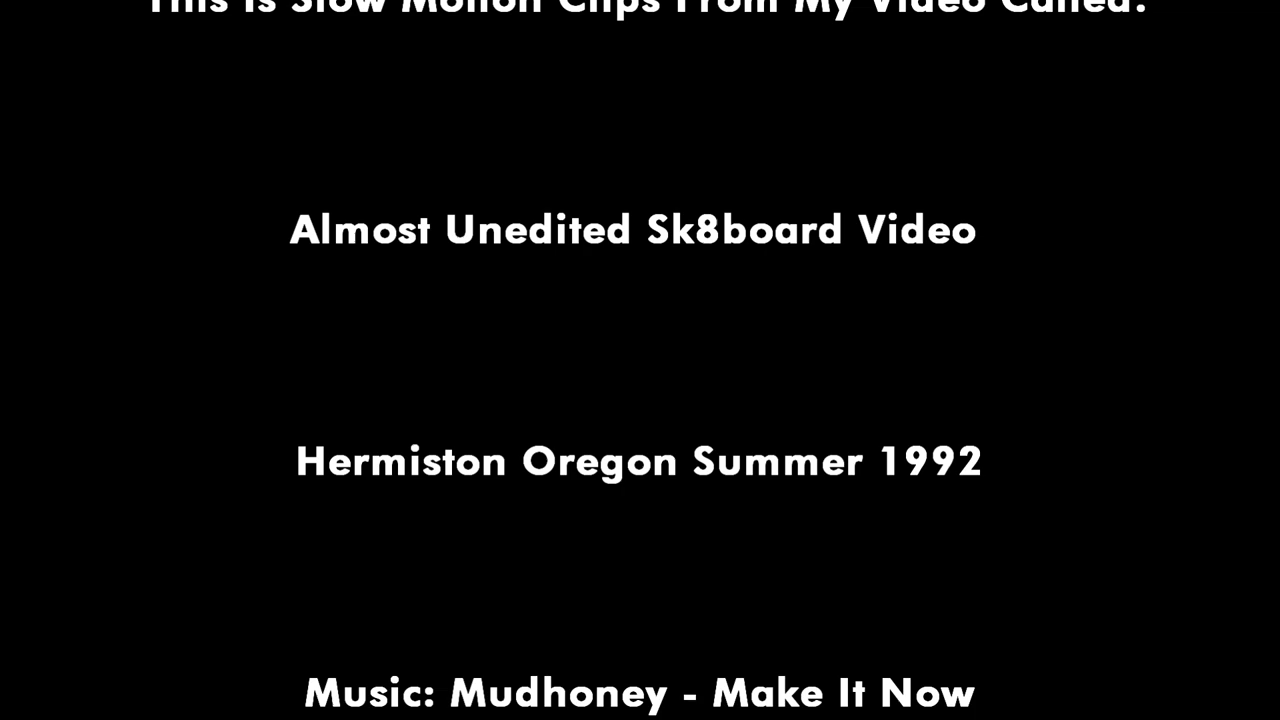 This Is Slow Motion Clips From My Video Called:
Almost Unedited Sk8board Video
Hermiston Oregon Summer 1992
Music: Mudhoney - Make It Now